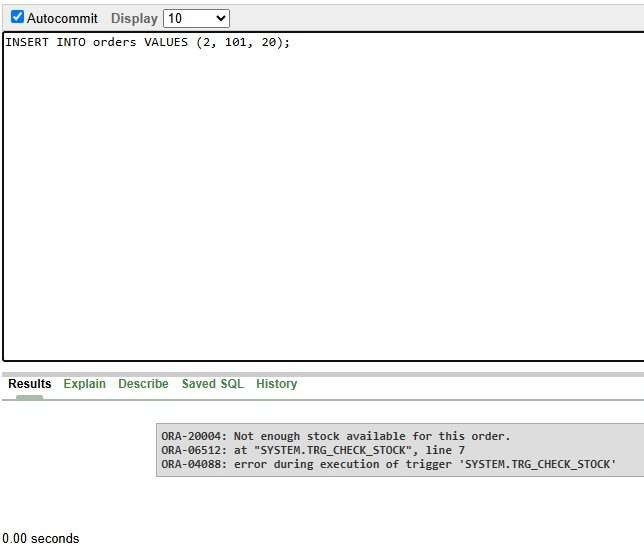 Autocommit Display 10
INSERT INTO orders VALUES (2, 101, 20);
Results Explain Describe Saved SQL History
ORA-20004: Not enough stock available for this order.
ORA-06512: at "SYSTEM.TRG_CHECK_STOCK", line 7
ORA-04088: error during execution of trigger 'SYSTEM.TRG_CHECK_STOCK'
0.00 seconds